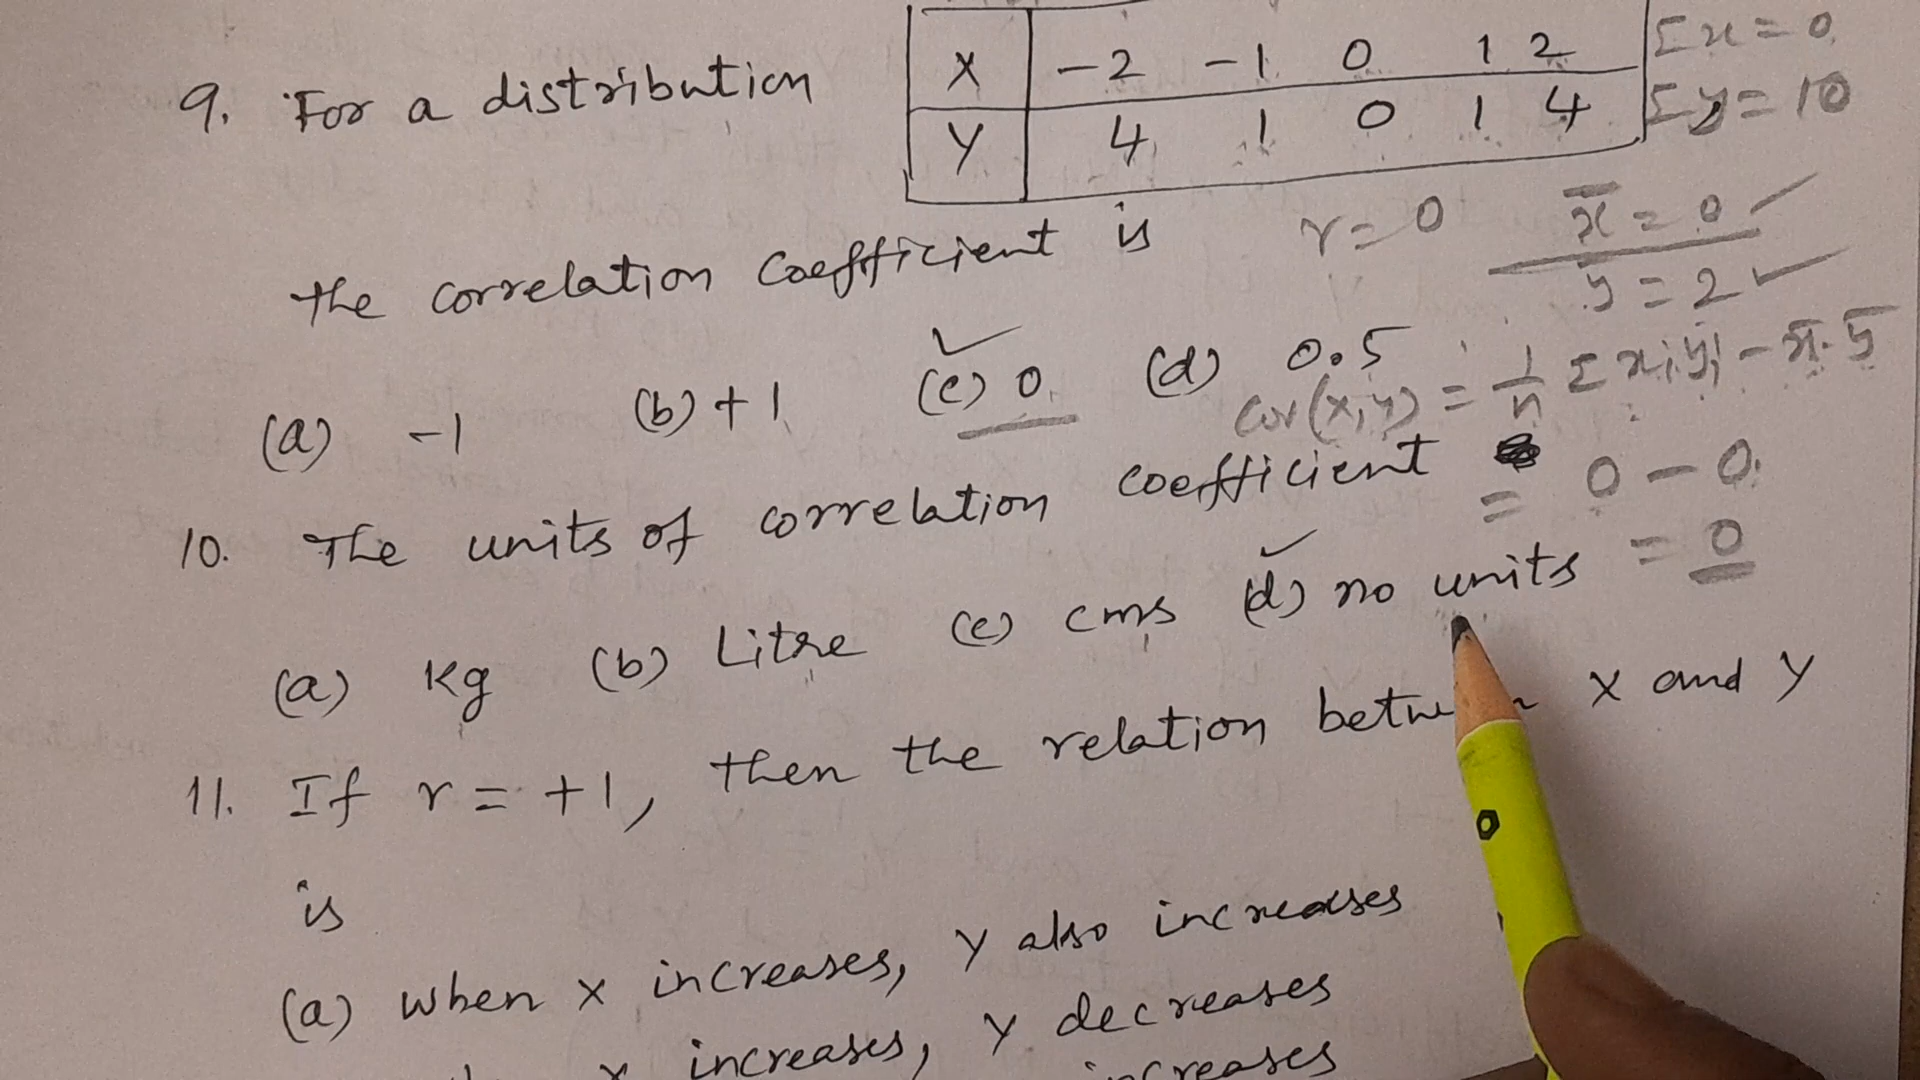 X -2 -1 0 1 2 Σx = 0
9. For a distribution
Y 4 1 0 1 4 Σy = 10
the correlation coefficient is r = 0 x̄ = 0
ȳ = 2
(a) -1 (b) +1 (c) 0 (d) 0.5
Cov(x,y) = 1/n Σ xiyi - x̄.ȳ
10. The units of correlation coefficient = 0 - 0
= 0
(a) kg (b) Litre (c) cms (d) no units
11. If r = +1, then the relation X and Y
is
(a) when x increases, y also increases
x increases, y decreases
increases